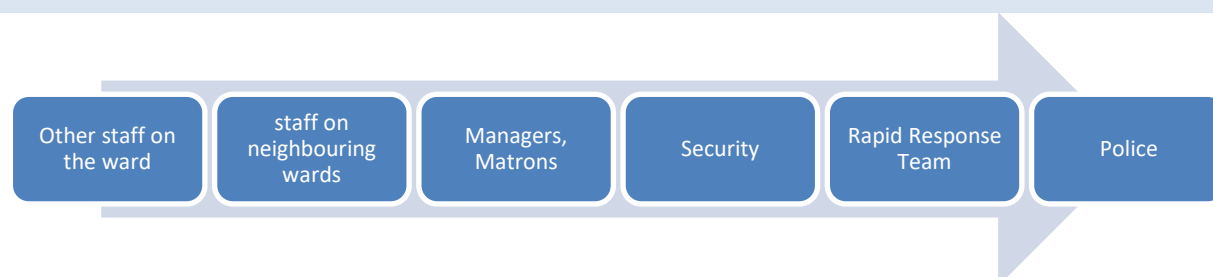 Other staff on
the ward
staff on
neighbouring
wards
Managers,
Matrons
Security
Rapid Response
Team
Police